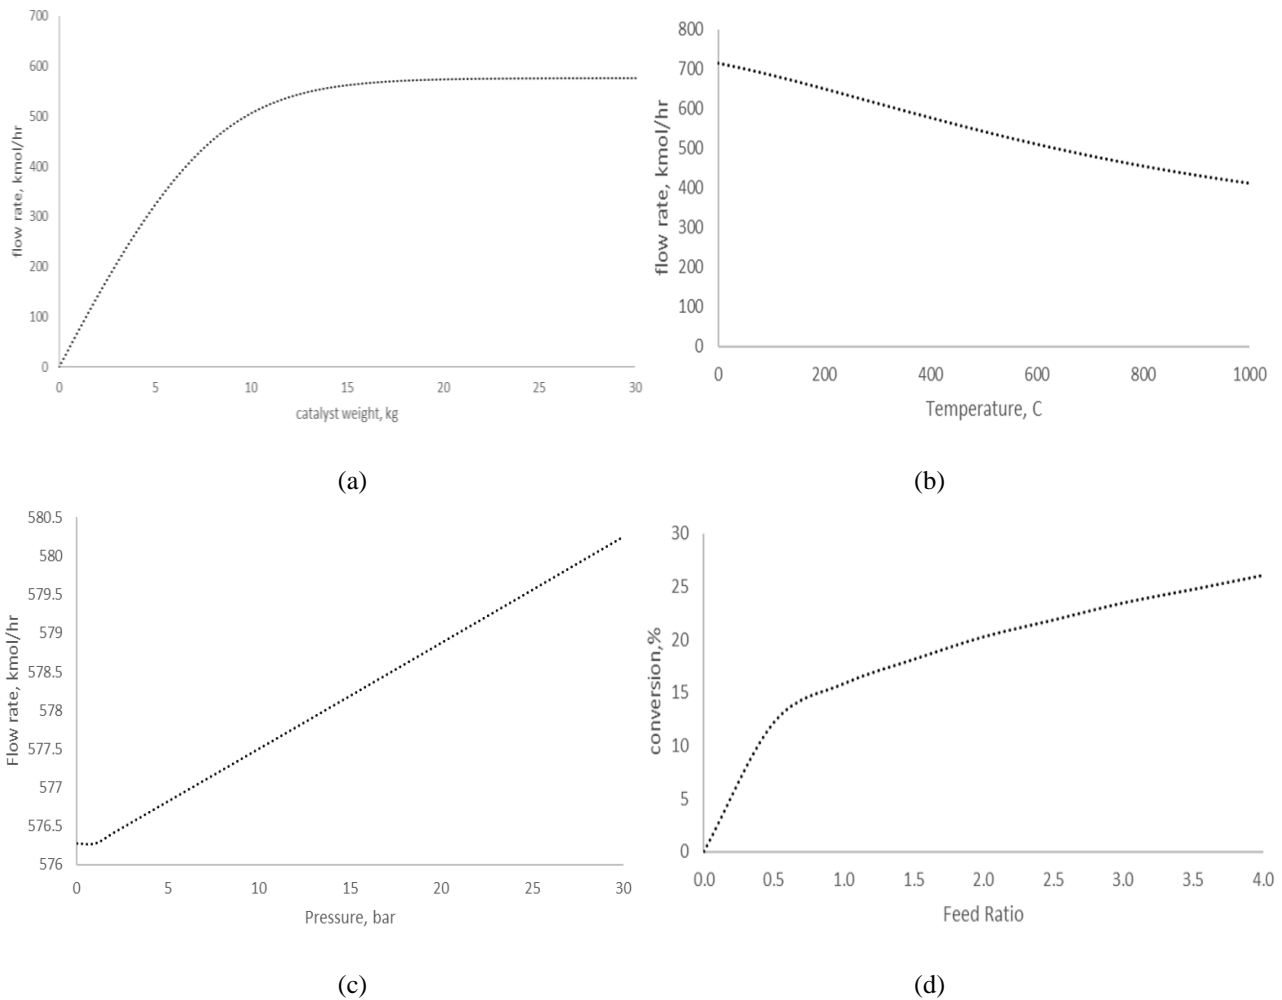 700
600
500
400
300
200
100
0
0 5 10 15 20 25 30
flow rate, kmol/hr
catalyst weight, kg
(a)
800
700
600
500
400
300
200
100
0
0 200 400 600 800 1000
flow rate, kmol/hr
Temperature, C
(b)
580.5
580
579.5
579
578.5
578
577.5
577
576.5
576
0 5 10 15 20 25 30
Flow rate, kmol/hr
Pressure, bar
(c)
30
25
20
15
10
5
0
0.0 0.5 1.0 1.5 2.0 2.5 3.0 3.5 4.0
conversion,%
Feed Ratio
(d)